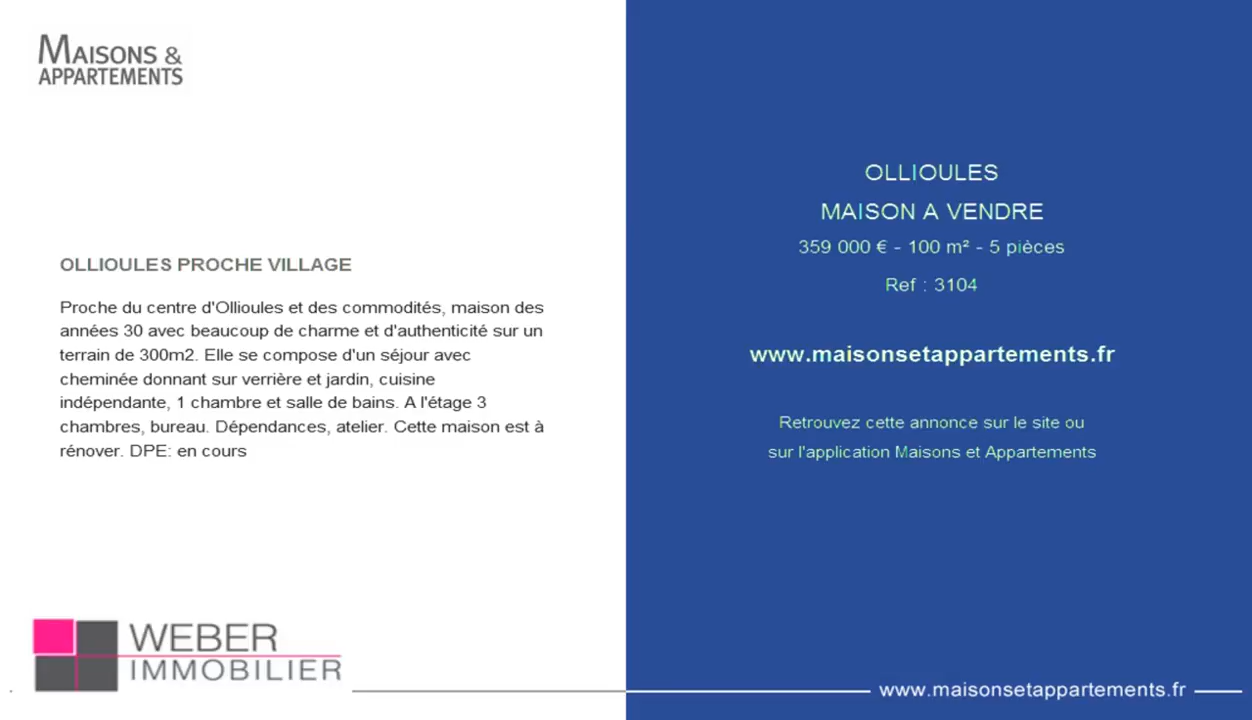 MAISONS &
APPARTEMENTS
OLLIOULES PROCHE VILLAGE
Proche du centre d'Ollioules et des commodités, maison des
années 30 avec beaucoup de charme et d'authenticité sur un
terrain de 300m2. Elle se compose d'un séjour avec
cheminée donnant sur verrière et jardin, cuisine
indépendante, 1 chambre et salle de bains. A l'étage 3
chambres, bureau. Dépendances, atelier. Cette maison est à
rénover. DPE: en cours
WEBER
IMMOBILIER
OLLIOULES
MAISON A VENDRE
359 000 € - 100 m² - 5 pièces
Ref : 3104
www.maisonsetappartements.fr
Retrouvez cette annonce sur le site ou
sur l'application Maisons et Appartements
www.maisonsetappartements.fr